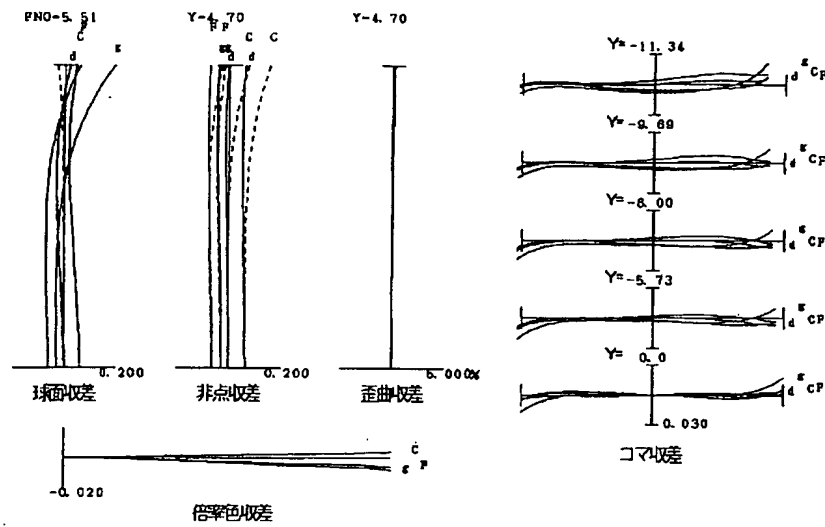 FNO=5.51
Y-4.70
Y-4.70
F
C
d
g
F F
g g
d
C
d
C
0.200
0.200
5.000%
球面収差
非点収差
歪曲収差
Y= -11.34
d g C F
Y= -9.69
d g C F
Y= -8.00
d g C F
Y= -5.73
d g C F
Y= 0.0
d g C F
0.030
コマ収差
C
g F
-0.020
倍率色収差